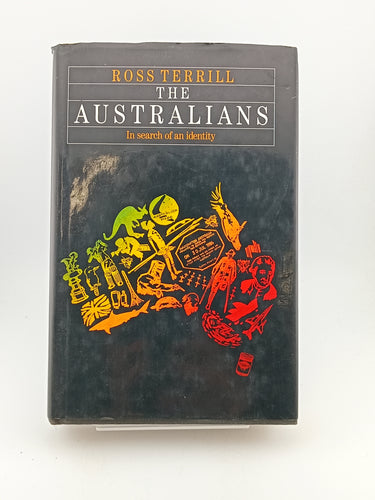 ROSS TERRILL
THE
AUSTRALIANS
In search of an identity